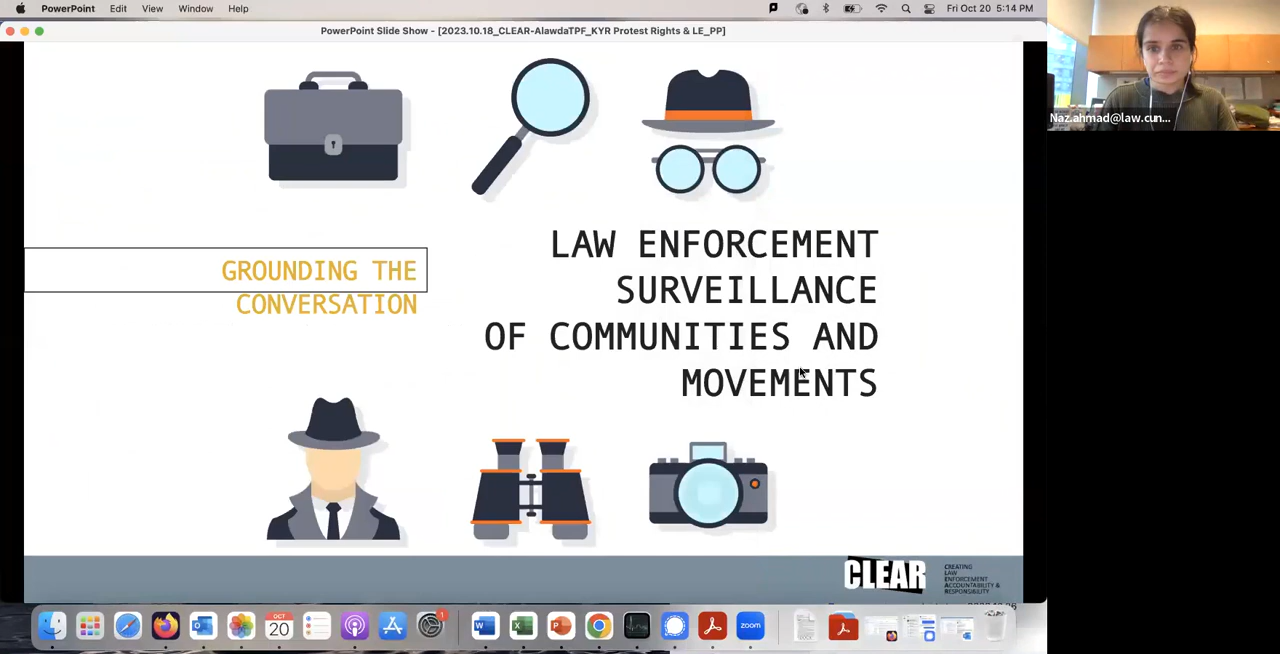 PowerPoint Edit View Window Help Fri Oct 20 5:14 PM
PowerPoint Slide Show - [2023.10.18_CLEAR-AlawdaTPF_KYR Protest Rights & LE_PP]
Naz.ahmad@law.cun...
GROUNDING THE
CONVERSATION
LAW ENFORCEMENT
SURVEILLANCE
OF COMMUNITIES AND
MOVEMENTS
CLEAR
CREATING
LAW
ENFORCEMENT
ACCOUNTABILITY &
RESPONSIBILITY
OCT
20
1
W
X
P
zoom